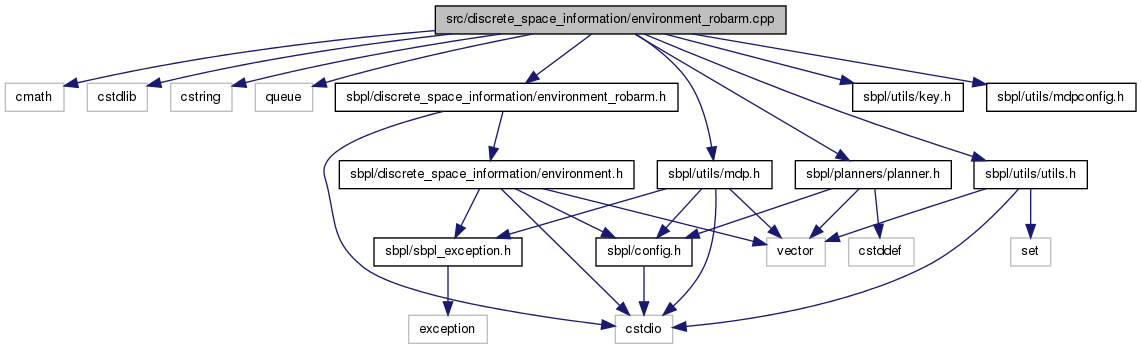 src/discrete_space_information/environment_robarm.cpp
cmath
cstdlib
cstring
queue
sbpl/discrete_space_information/environment_robarm.h
sbpl/utils/key.h
sbpl/utils/mdpconfig.h
sbpl/discrete_space_information/environment.h
sbpl/utils/mdp.h
sbpl/planners/planner.h
sbpl/utils/utils.h
sbpl/sbpl_exception.h
sbpl/config.h
vector
cstddef
set
exception
cstdio